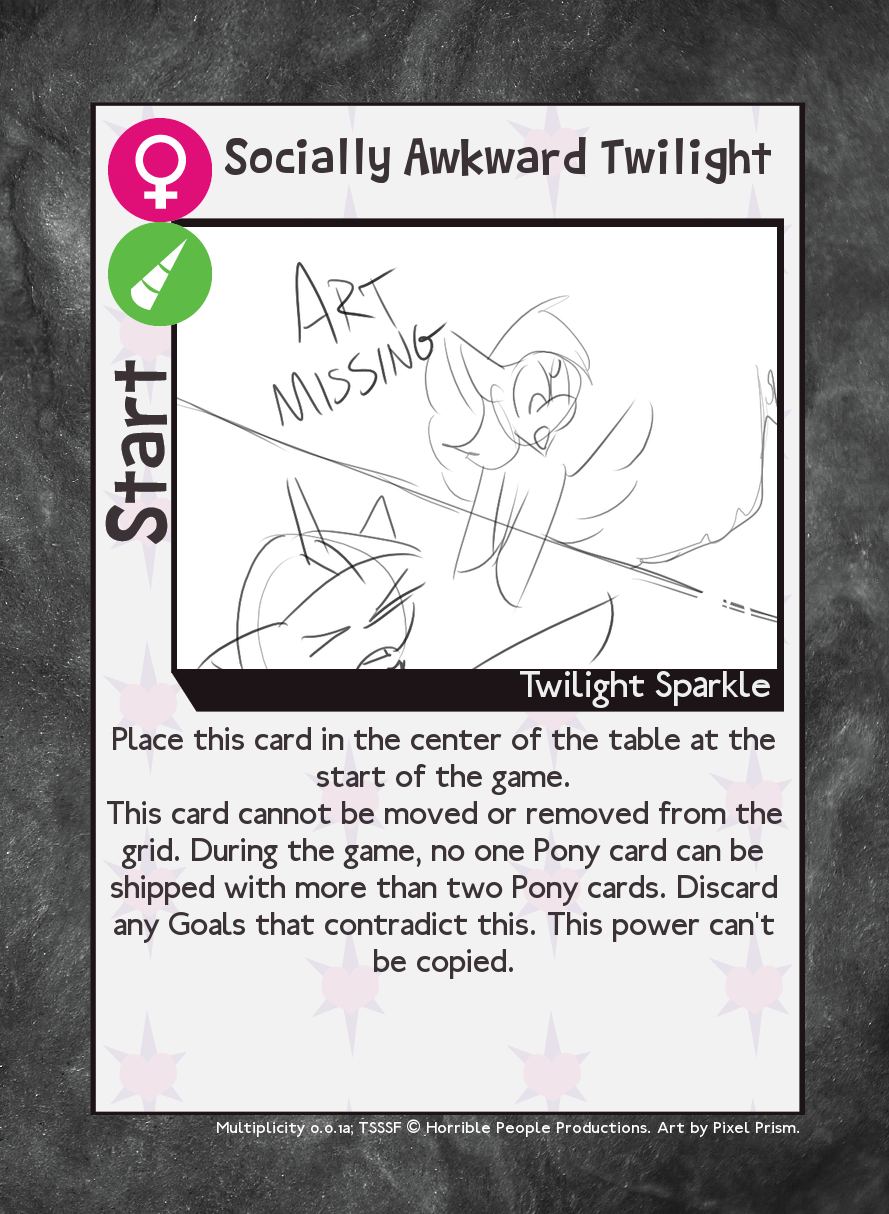 Socially Awkward Twilight
ART
MISSING
Start
Twilight Sparkle
Place this card in the center of the table at the
start of the game.
This card cannot be moved or removed from the
grid. During the game, no one Pony card can be
shipped with more than two Pony cards. Discard
any Goals that contradict this. This power can't
be copied.
Multiplicity 0.0.1a; TSSSF © Horrible People Productions. Art by Pixel Prism.